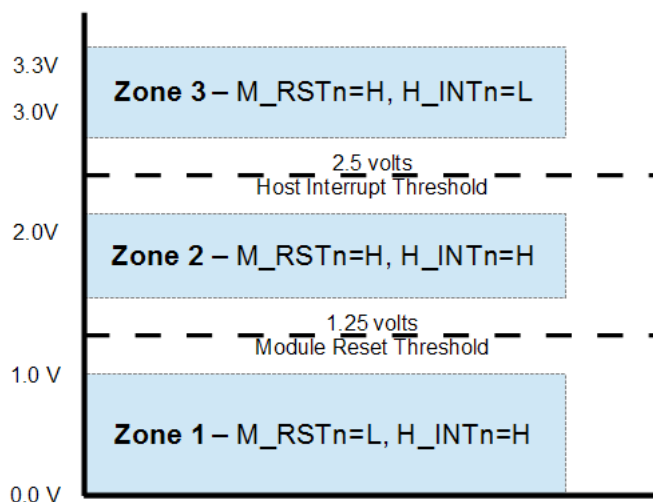 3.3V
Zone 3 – M_RSTn=H, H_INTn=L
3.0V
2.5 volts
Host Interrupt Threshold
2.0V
Zone 2 – M_RSTn=H, H_INTn=H
1.25 volts
Module Reset Threshold
1.0 V
Zone 1 – M_RSTn=L, H_INTn=H
0.0 V